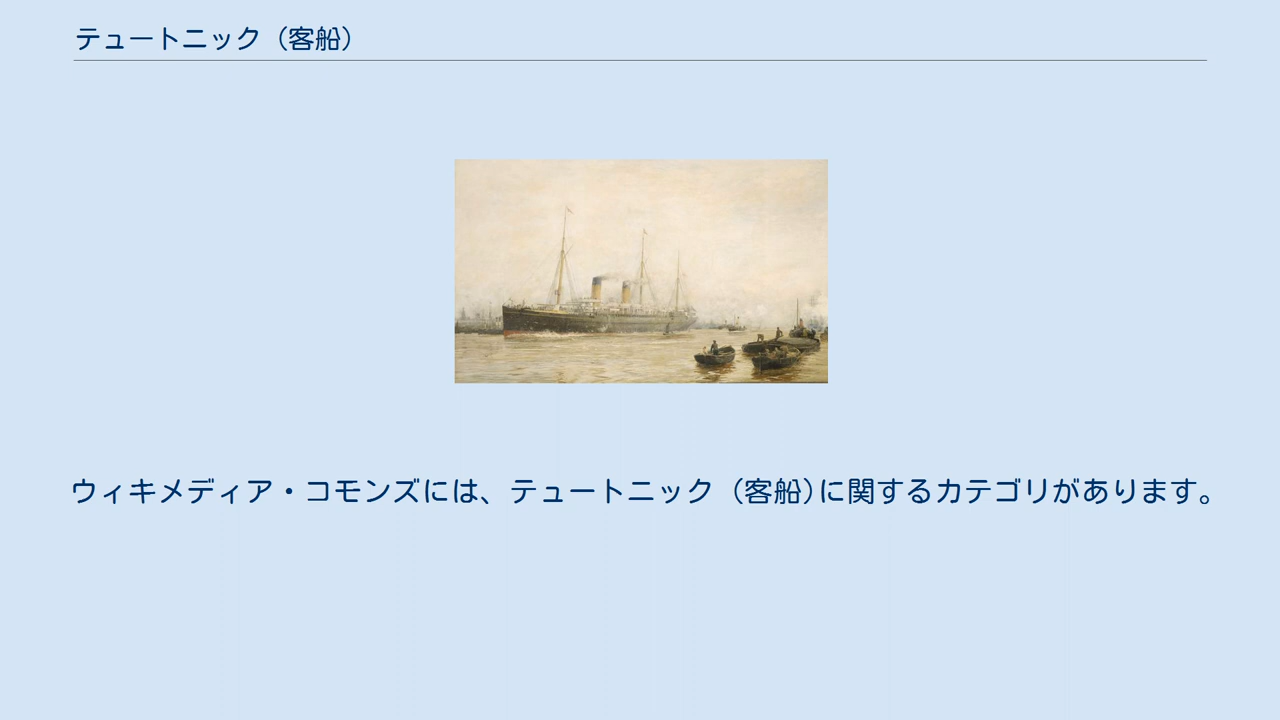 テュートニック (客船)
ウィキメディア・コモンズには、テュートニック (客船)に関するカテゴリがあります。